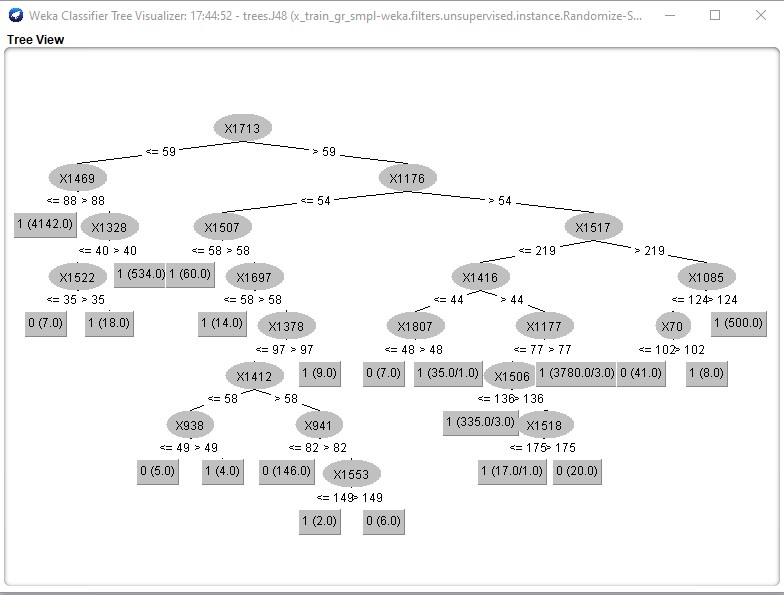 Weka Classifier Tree Visualizer: 17:44:52 - trees.J48 (x_train_gr_smpl-weka.filters.unsupervised.instance.Randomize-S...
Tree View
X1713
<= 59 > 59
X1469 X1176
<= 88 > 88 <= 54 > 54
1 (4142.0) X1328 X1507 X1517
<= 40 > 40 <= 58 > 58 <= 219 > 219
X1522 1 (534.0) 1 (60.0) X1697 X1416 X1085
<= 35 > 35 <= 58 > 58 <= 44 > 44 <= 124 > 124
0 (7.0) 1 (18.0) 1 (14.0) X1378 X1807 X1177 X70 1 (500.0)
<= 97 > 97 <= 48 > 48 <= 77 > 77 <= 102 > 102
X1412 1 (9.0) 0 (7.0) 1 (35.0/1.0) X1506 1 (3780.0/3.0) 0 (41.0) 1 (8.0)
<= 58 > 58 <= 136 > 136
X938 X941 1 (335.0/3.0) X1518
<= 49 > 49 <= 82 > 82 <= 175 > 175
0 (5.0) 1 (4.0) 0 (146.0) X1553 1 (17.0/1.0) 0 (20.0)
<= 149 > 149
1 (2.0) 0 (6.0)